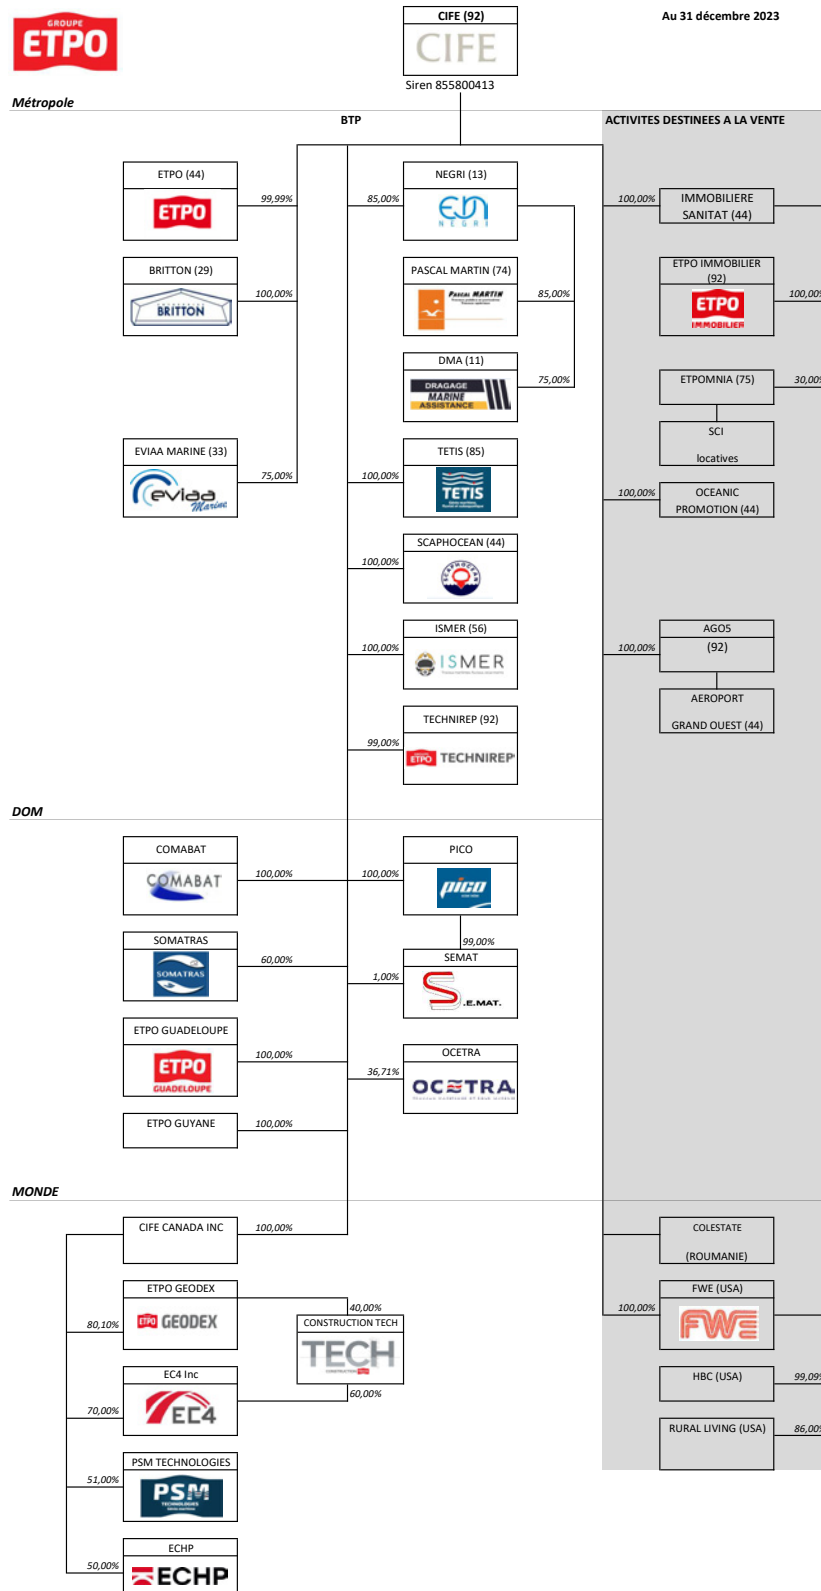 GROUPE
ETPO
CIFE (92)
CIFE
Siren 855800413
Au 31 décembre 2023
Métropole
BTP
ACTIVITES DESTINEES A LA VENTE
ETPO (44)
ETPO
99,99%
85,00%
NEGRI (13)
NEGRI
100,00%
IMMOBILIERE
SANITAT (44)
BRITTON (29)
BRITTON
100,00%
PASCAL MARTIN (74)
PASCAL MARTIN
85,00%
ETPO IMMOBILIER
(92)
ETPO
IMMOBILIER
100,00%
DMA (11)
DRAGAGE
MARINE
ASSISTANCE
75,00%
ETPOMNIA (75)
30,00%
SCI
locatives
EVIAA MARINE (33)
eviaa
Marine
75,00%
100,00%
TETIS (85)
TETIS
100,00%
OCEANIC
PROMOTION (44)
100,00%
SCAPHOCEAN (44)
SCAPHOCEAN
100,00%
ISMER (56)
ISMER
100,00%
AGO5
(92)
AEROPORT
GRAND OUEST (44)
99,00%
TECHNIREP (92)
ETPO TECHNIREP
DOM
COMABAT
COMABAT
100,00%
100,00%
PICO
pico
99,00%
SOMATRAS
SOMATRAS
60,00%
1,00%
SEMAT
S.E.MAT.
ETPO GUADELOUPE
ETPO
GUADELOUPE
100,00%
36,71%
OCETRA
OCETRA
ETPO GUYANE
100,00%
MONDE
CIFE CANADA INC
100,00%
COLESTATE
(ROUMANIE)
ETPO GEODEX
ETPO GEODEX
80,10%
40,00%
CONSTRUCTION TECH
TECH
CONSTRUCTION
60,00%
100,00%
FWE (USA)
FWE
EC4 Inc
EC4
70,00%
HBC (USA)
99,09%
RURAL LIVING (USA)
86,00%
PSM TECHNOLOGIES
PSM
TECHNOLOGIES
51,00%
ECHP
ECHP
50,00%